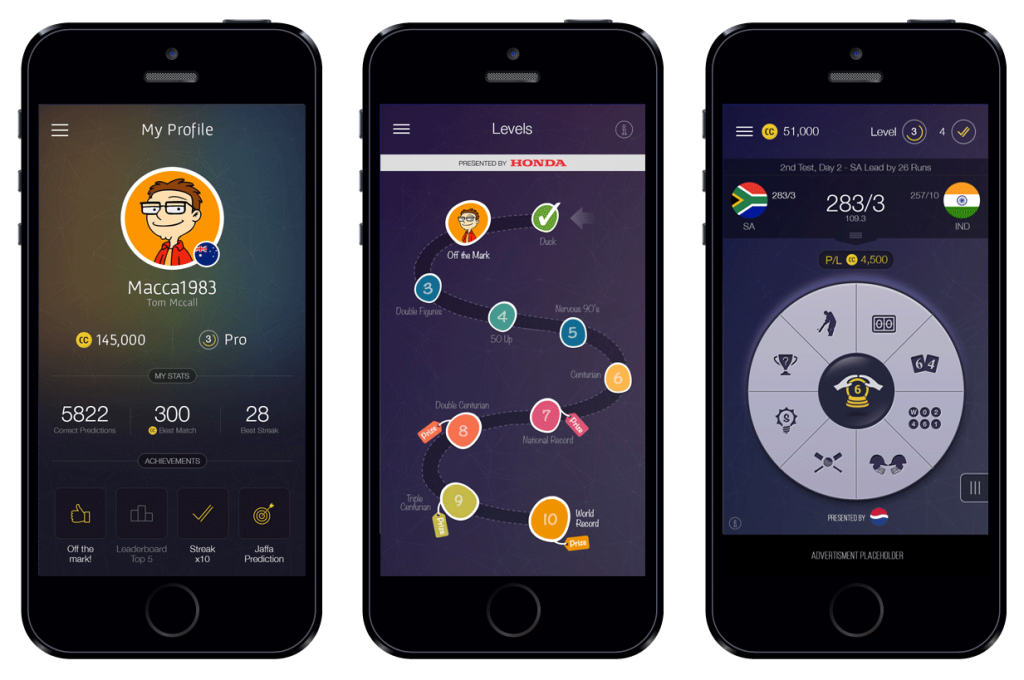 My Profile
Macca1983
Tom Mccall
CC 145,000
3 Pro
MY STATS
5822
Correct Predictions
300
CC Best Match
28
Best Streak
ACHIEVEMENTS
Off the
mark!
Leaderboard
Top 5
Streak
x10
Jaffa
Prediction
Levels
PRESENTED BY HONDA
Off the Mark
Duck
3
Double Figures
4
50 Up
Nervous 90's
5
Centurian
6
Double Centurian
7
Prize
National Record
8
Prize
Triple
Centurian
9
Prize
10
World
Record
Prize
CC 51,000
Level 3
4
2nd Test, Day 2 - SA Lead by 26 Runs
283/3
SA
283/3
109.3
257/10
IND
P/L CC 4,500
0 0
6 4
W 0 2
4 6 1
?
S
6
PRESENTED BY
ADVERTISMENT PLACEHOLDER